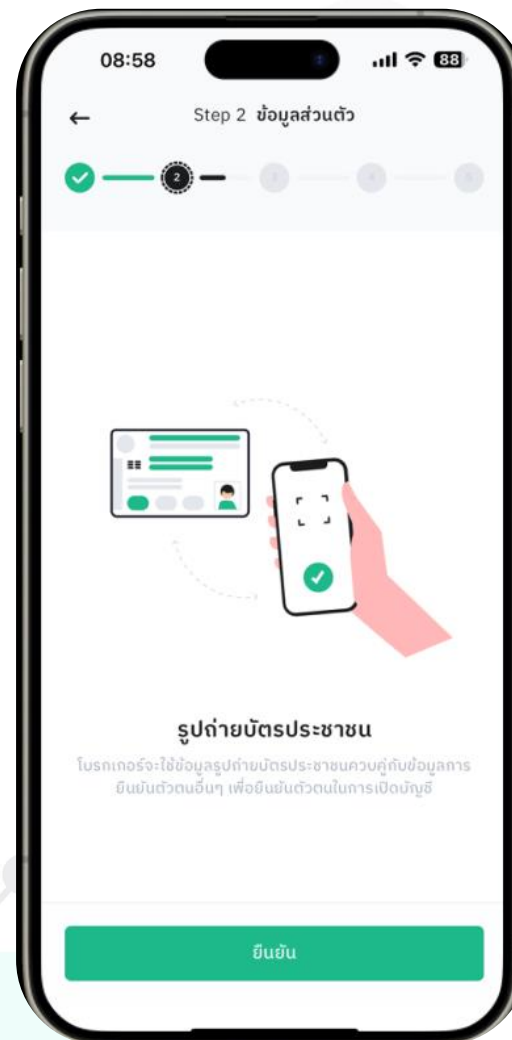 08:58
88
Step 2 ข้อมูลส่วนตัว
2
รูปถ่ายบัตรประชาชน
โบรกเกอร์จะใช้ข้อมูลรูปถ่ายบัตรประชาชนควบคู่กับข้อมูลการ
ยืนยันตัวตนอื่นๆ เพื่อยืนยันตัวตนในการเปิดบัญชี
ยืนยัน